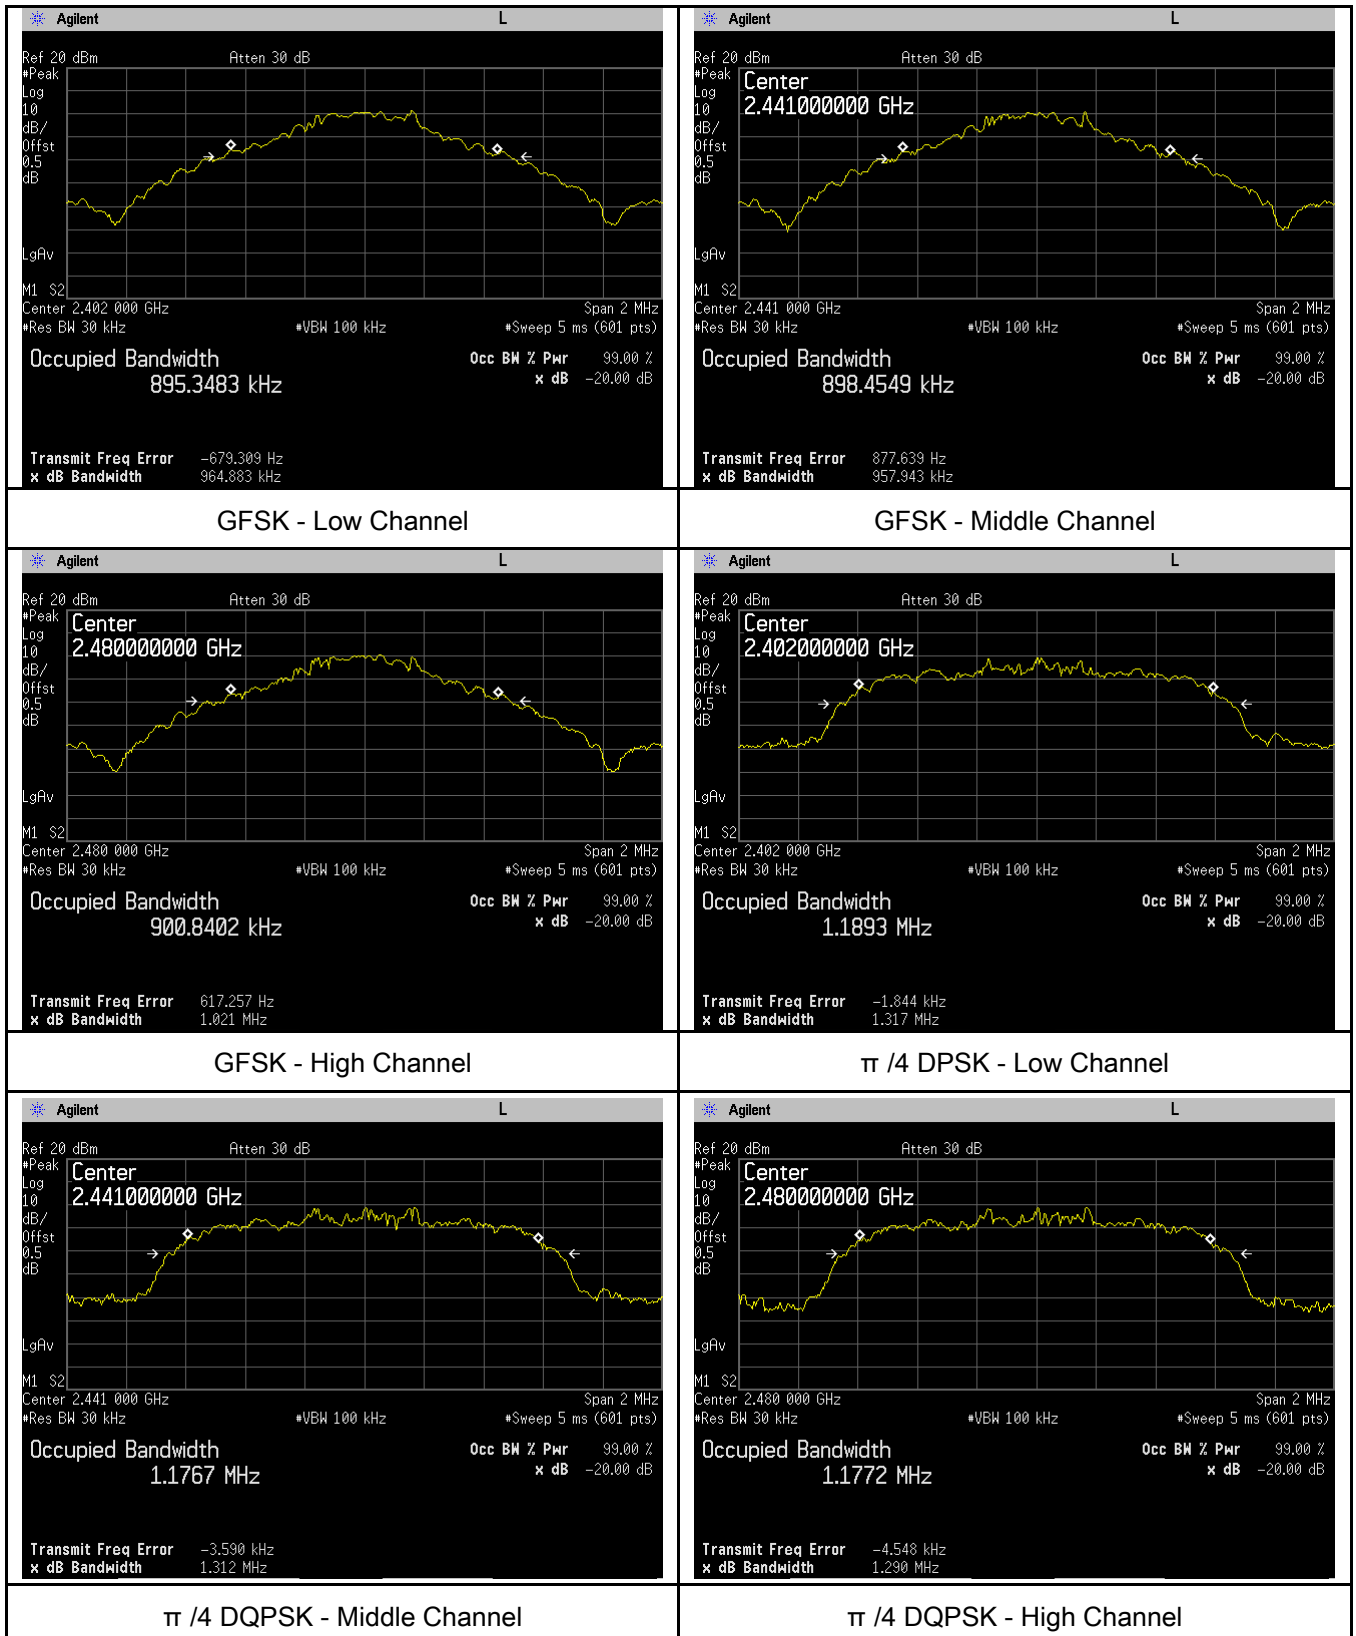 Agilent L
Ref 20 dBm Atten 30 dB
#Peak
Log
10
dB/
Offst
0.5
dB
LgAv
M1 S2
Center 2.402 000 GHz Span 2 MHz
#Res BW 30 kHz #VBW 100 kHz #Sweep 5 ms (601 pts)
Occupied Bandwidth Occ BW % Pwr 99.00 %
895.3483 kHz x dB -20.00 dB
Transmit Freq Error -679.309 Hz
x dB Bandwidth 964.883 kHz
GFSK - Low Channel
Agilent L
Ref 20 dBm Atten 30 dB
#Peak
Center
Log
10
2.441000000 GHz
dB/
Offst
0.5
dB
LgAv
M1 S2
Center 2.441 000 GHz Span 2 MHz
#Res BW 30 kHz #VBW 100 kHz #Sweep 5 ms (601 pts)
Occupied Bandwidth Occ BW % Pwr 99.00 %
898.4549 kHz x dB -20.00 dB
Transmit Freq Error 877.639 Hz
x dB Bandwidth 957.943 kHz
GFSK - Middle Channel
Agilent L
Ref 20 dBm Atten 30 dB
#Peak
Center
Log
10
2.480000000 GHz
dB/
Offst
0.5
dB
LgAv
M1 S2
Center 2.480 000 GHz Span 2 MHz
#Res BW 30 kHz #VBW 100 kHz #Sweep 5 ms (601 pts)
Occupied Bandwidth Occ BW % Pwr 99.00 %
900.8402 kHz x dB -20.00 dB
Transmit Freq Error 617.257 Hz
x dB Bandwidth 1.021 MHz
GFSK - High Channel
Agilent L
Ref 20 dBm Atten 30 dB
#Peak
Center
Log
10
2.402000000 GHz
dB/
Offst
0.5
dB
LgAv
M1 S2
Center 2.402 000 GHz Span 2 MHz
#Res BW 30 kHz #VBW 100 kHz #Sweep 5 ms (601 pts)
Occupied Bandwidth Occ BW % Pwr 99.00 %
1.1893 MHz x dB -20.00 dB
Transmit Freq Error -1.844 kHz
x dB Bandwidth 1.317 MHz
π /4 DPSK - Low Channel
Agilent L
Ref 20 dBm Atten 30 dB
#Peak
Center
Log
10
2.441000000 GHz
dB/
Offst
0.5
dB
LgAv
M1 S2
Center 2.441 000 GHz Span 2 MHz
#Res BW 30 kHz #VBW 100 kHz #Sweep 5 ms (601 pts)
Occupied Bandwidth Occ BW % Pwr 99.00 %
1.1767 MHz x dB -20.00 dB
Transmit Freq Error -3.590 kHz
x dB Bandwidth 1.312 MHz
π /4 DQPSK - Middle Channel
Agilent L
Ref 20 dBm Atten 30 dB
#Peak
Center
Log
10
2.480000000 GHz
dB/
Offst
0.5
dB
LgAv
M1 S2
Center 2.480 000 GHz Span 2 MHz
#Res BW 30 kHz #VBW 100 kHz #Sweep 5 ms (601 pts)
Occupied Bandwidth Occ BW % Pwr 99.00 %
1.1772 MHz x dB -20.00 dB
Transmit Freq Error -4.548 kHz
x dB Bandwidth 1.290 MHz
π /4 DQPSK - High Channel